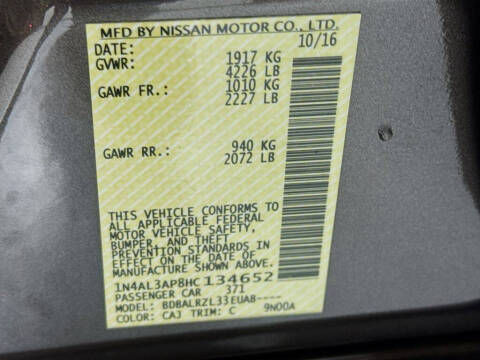 MFD BY NISSAN MOTOR CO., LTD.
DATE: 10/16
GVWR: 1917 KG
4226 LB
GAWR FR.: 1010 KG
2227 LB
GAWR RR.: 940 KG
2072 LB
THIS VEHICLE CONFORMS TO
ALL APPLICABLE FEDERAL
MOTOR VEHICLE SAFETY,
BUMPER, AND THEFT
PREVENTION STANDARDS IN
EFFECT ON THE DATE OF
MANUFACTURE SHOWN ABOVE.
1N4AL3AP8HC134652
PASSENGER CAR 371
MODEL: BDBALRZL33EUA8----
COLOR: CAJ TRIM: C 9N00A